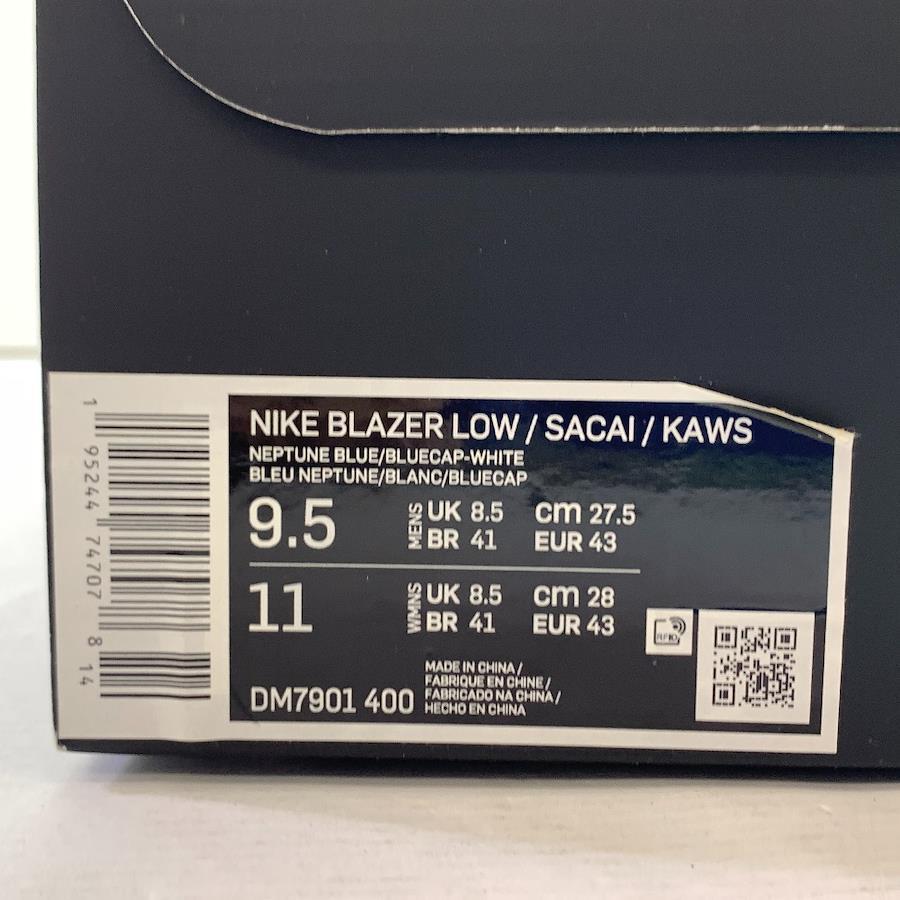 NIKE BLAZER LOW / SACAI / KAWS
NEPTUNE BLUE/BLUECAP-WHITE
BLEU NEPTUNE/BLANC/BLUECAP
9.5 MENS UK 8.5 cm 27.5
BR 41 EUR 43
11 WMNS UK 8.5 cm 28
BR 41 EUR 43
RFID
DM7901 400
MADE IN CHINA /
FABRIQUE EN CHINE /
FABRICADO NA CHINA /
HECHO EN CHINA
1 95244 74707 8 14